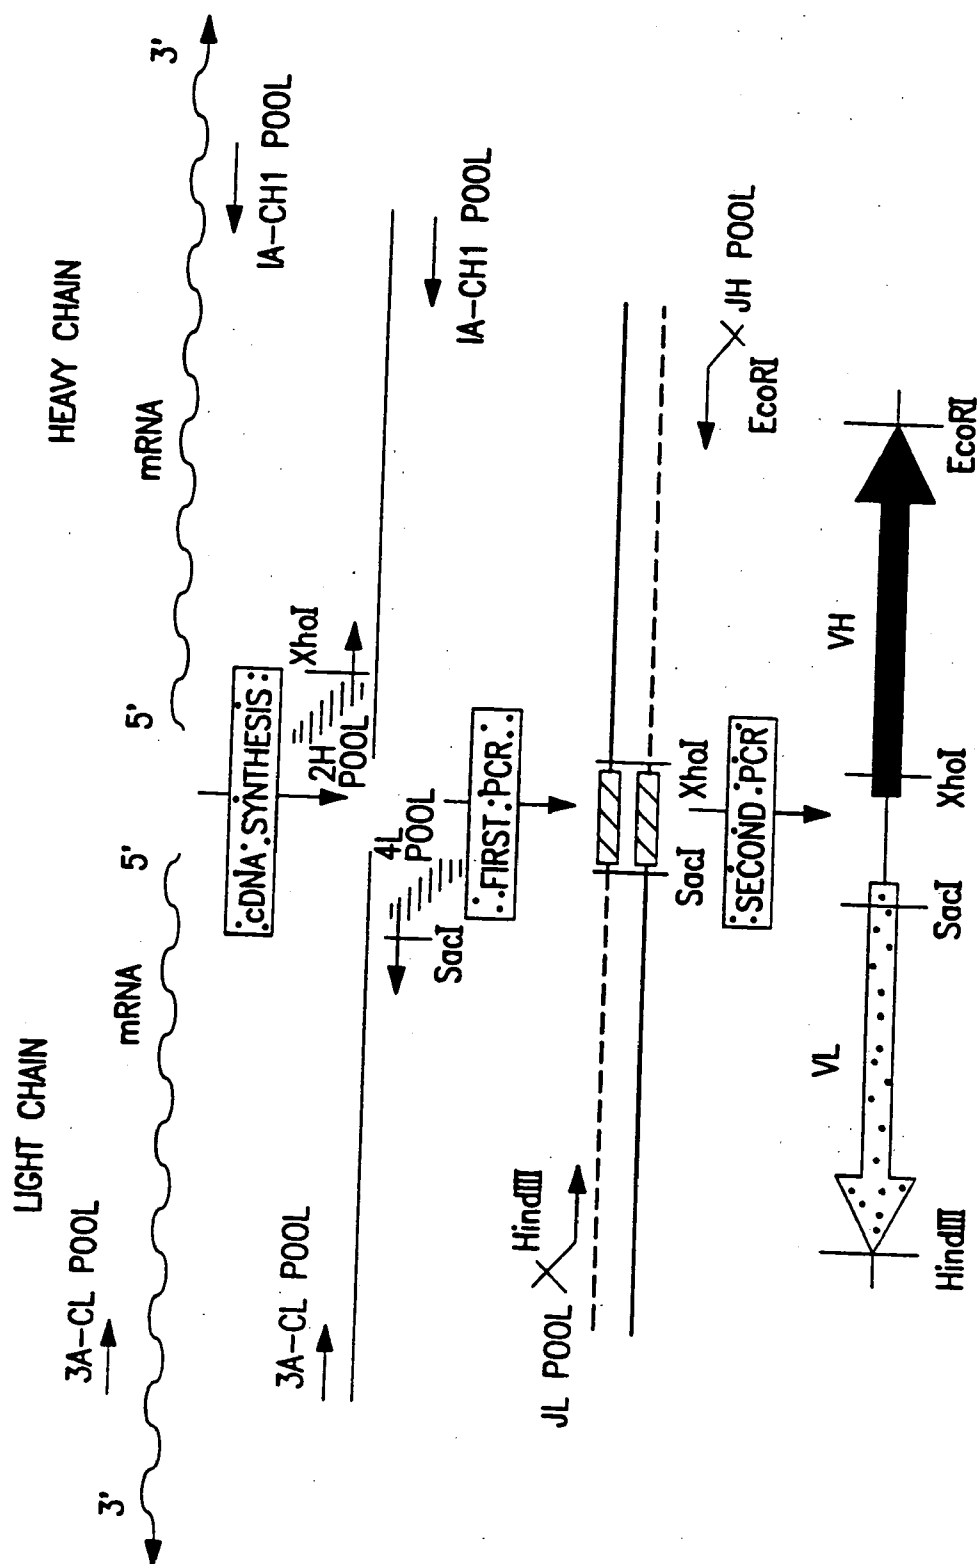 LIGHT CHAIN
HEAVY CHAIN
3'
3A-CL POOL
mRNA
5'
5'
mRNA
3'
cDNA SYNTHESIS
IA-CH1 POOL
3A-CL POOL
SacI
4L
POOL
2H
POOL
XhoI
IA-CH1 POOL
FIRST PCR
JL POOL
HindIII
SacI
XhoI
EcoRI
JH POOL
SECOND PCR
VL
VH
HindIII
SacI
XhoI
EcoRI